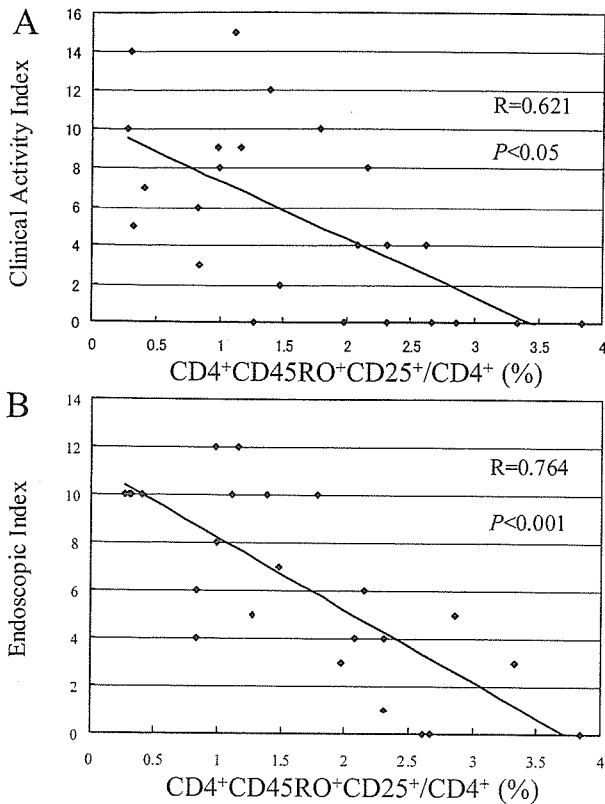 A
Clinical Activity Index
16
14
12
10
8
6
4
2
0
R=0.621
P<0.05
0 0.5 1 1.5 2 2.5 3 3.5 4
CD4⁺CD45RO⁺CD25⁺/CD4⁺ (%)
B
Endoscopic Index
14
12
10
8
6
4
2
0
R=0.764
P<0.001
0 0.5 1 1.5 2 2.5 3 3.5 4
CD4⁺CD45RO⁺CD25⁺/CD4⁺ (%)